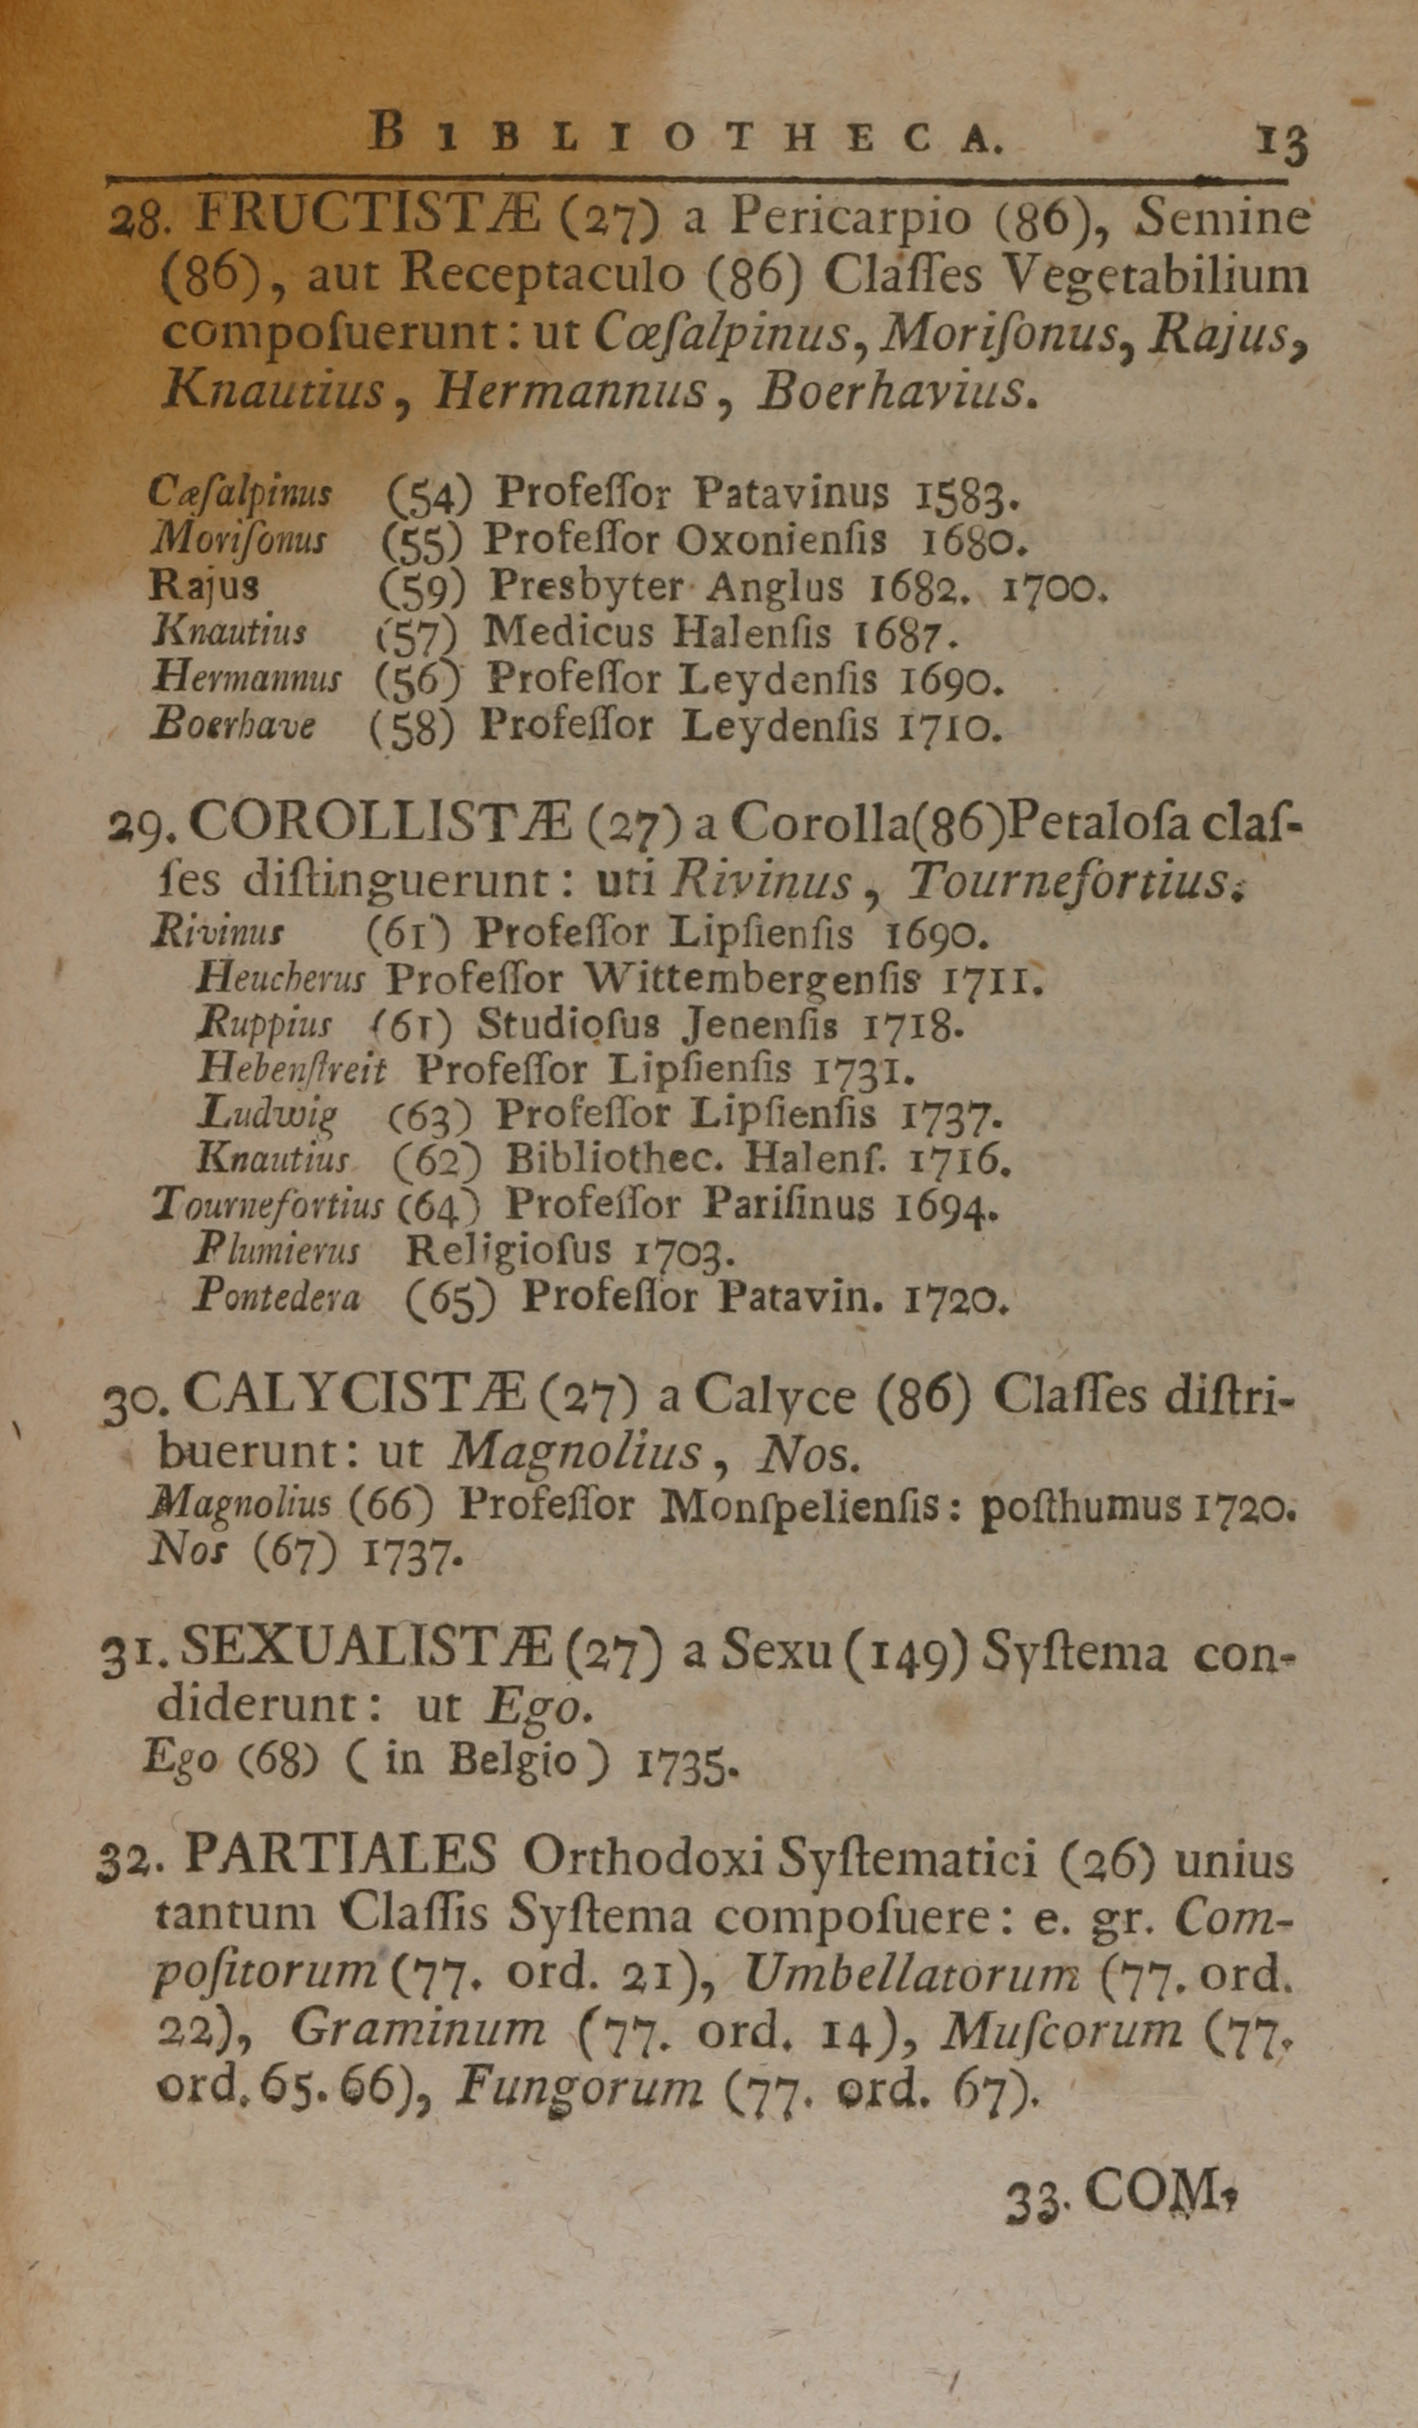 BIBLIOTHECA. 13
28. FRUCTISTÆ (27) a Pericarpio (86), Semine
(86), aut Receptaculo (86) Claſſes Vegetabilium
compoſuerunt: ut Cœſalpinus, Moriſonus, Rajus,
Knautius, Hermannus, Boerhavius.
Cæſalpinus (54) Profeſſor Patavinus 1583.
Moriſonus (55) Profeſſor Oxonienſis 1680.
Rajus (59) Presbyter Anglus 1682. 1700.
Knautius (57) Medicus Halenſis 1687.
Hermannus (56) Profeſſor Leydenſis 1690.
Boerhave (58) Profeſſor Leydenſis 1710.
29. COROLLISTÆ (27) a Corolla (86) Petaloſa claſ-
ſes diſtinguerunt: uti Rivinus, Tournefortius.
Rivinus (61) Profeſſor Lipſienſis 1690.
Heucherus Profeſſor Wittembergenſis 1711.
Ruppius (61) Studioſus Jenenſis 1718.
Hebenſtreit Profeſſor Lipſienſis 1731.
Ludwig (63) Profeſſor Lipſienſis 1737.
Knautius (62) Bibliothec. Halenſ. 1716.
Tournefortius (64) Profeſſor Pariſinus 1694.
Plumierus Religioſus 1703.
Pontedera (65) Profeſſor Patavin. 1720.
30. CALYCISTÆ (27) a Calyce (86) Claſſes diſtri-
buerunt: ut Magnolius, Nos.
Magnolius (66) Profeſſor Monſpelienſis: poſthumus 1720.
Nos (67) 1737.
31. SEXUALISTÆ (27) a Sexu (149) Syſtema con-
diderunt: ut Ego.
Ego (68) (in Belgio) 1735.
32. PARTIALES Orthodoxi Syſtematici (26) unius
tantum Claſſis Syſtema compoſuere: e. gr. Com-
poſitorum (77. ord. 21), Umbellatorum (77. ord.
22), Graminum (77. ord. 14), Muſcorum (77.
ord. 65. 66), Fungorum (77. ord. 67).
33. COM-